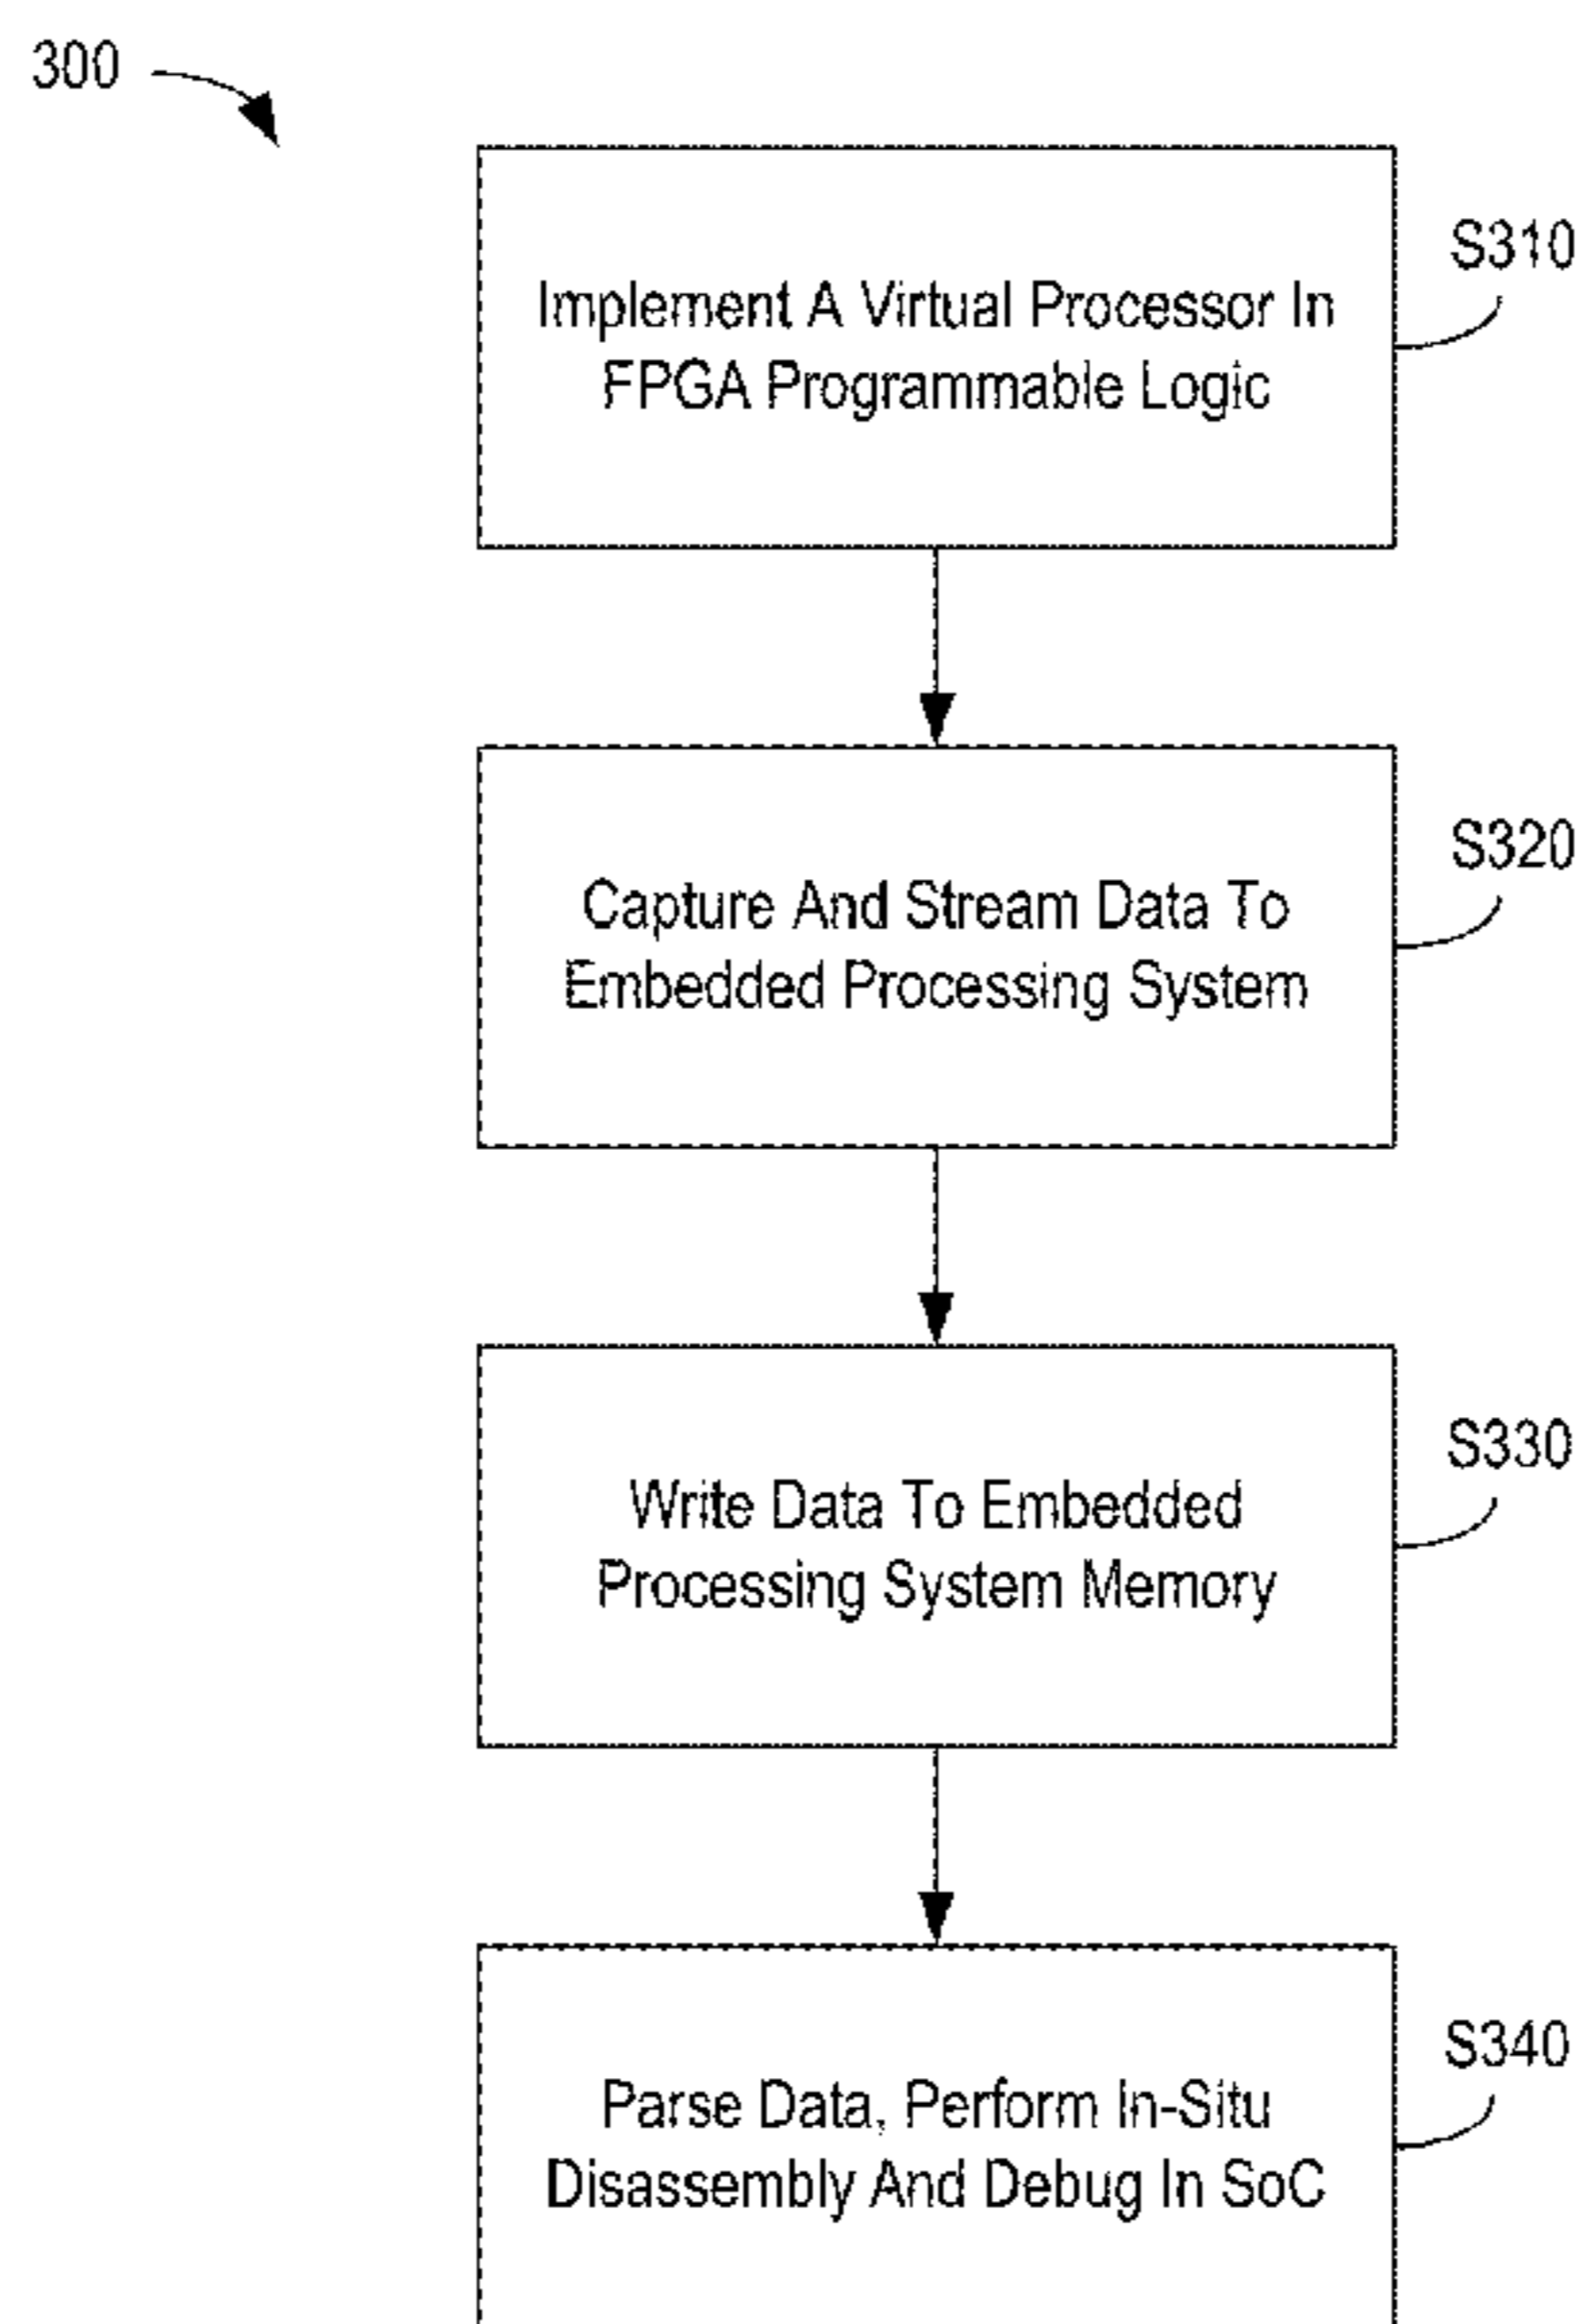 300
S310
Implement A Virtual Processor In
FPGA Programmable Logic
S320
Capture And Stream Data To
Embedded Processing System
S330
Write Data To Embedded
Processing System Memory
S340
Parse Data, Perform In-Situ
Disassembly And Debug In SoC